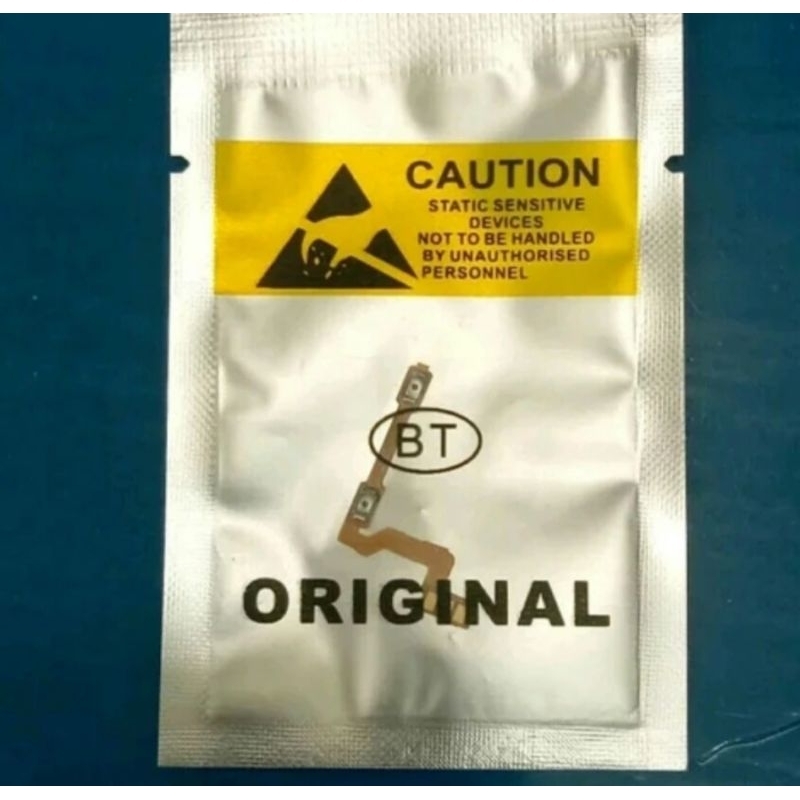 CAUTION
STATIC SENSITIVE
DEVICES
NOT TO BE HANDLED
BY UNAUTHORISED
PERSONNEL
BT
ORIGINAL